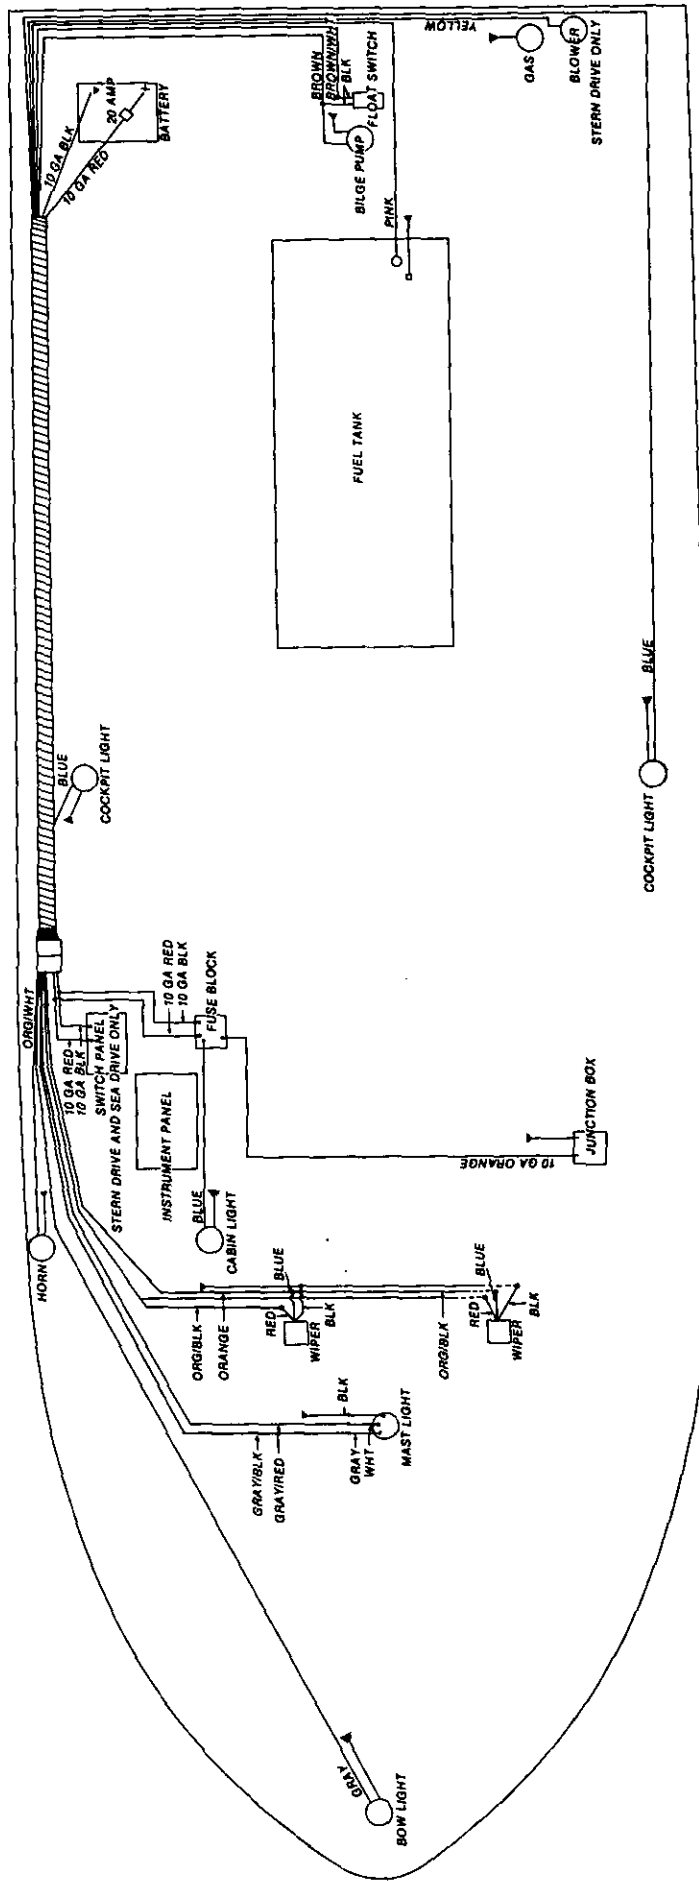 YELLOW
GAS
BLOWER
STERN DRIVE ONLY
BROWN
BROWN/WHT
BLK
FLOAT SWITCH
BILGE PUMP
PINK
20 AMP
BATTERY
10 GA BLK
10 GA RED
FUEL TANK
BLUE
COCKPIT LIGHT
BLUE
COCKPIT LIGHT
ORG/WHT
10 GA RED
10 GA BLK
SWITCH PANEL
STERN DRIVE AND SEA DRIVE ONLY
10 GA RED
10 GA BLK
FUSE BLOCK
INSTRUMENT PANEL
JUNCTION BOX
10 GA ORANGE
BLUE
CABIN LIGHT
HORN
ORG/BLK
ORANGE
RED
BLUE
BLK
WIPER
ORG/BLK
RED
BLUE
BLK
WIPER
GRAY/BLK
GRAY/RED
GRAY
WHT
BLK
MAST LIGHT
GRAY
BOW LIGHT